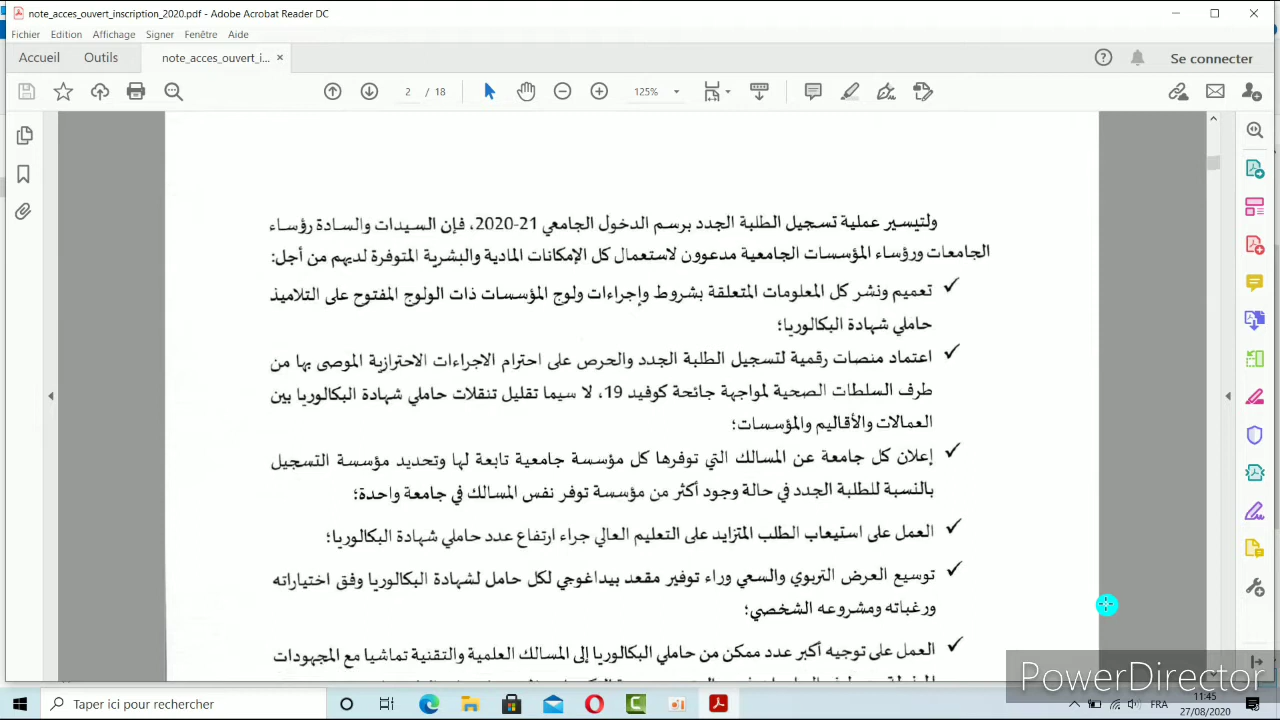 note_acces_ouvert_inscription_2020.pdf - Adobe Acrobat Reader DC
Fichier Edition Affichage Signer Fenêtre Aide
Accueil Outils note_acces_ouvert_i... × Se connecter
2 / 18 125%
ولتيسير عملية تسجيل الطلبة الجدد برسم الدخول الجامعي 21-2020، فإن السيدات والسادة رؤساء
الجامعات ورؤساء المؤسسات الجامعية مدعوون لاستعمال كل الإمكانات المادية والبشرية المتوفرة لديهم من أجل:
✓ تعميم ونشر كل المعلومات المتعلقة بشروط وإجراءات ولوج المؤسسات ذات الولوج المفتوح على التلاميذ
حاملي شهادة البكالوريا؛
✓ اعتماد منصات رقمية لتسجيل الطلبة الجدد والحرص على احترام الاجراءات الاحترازية الموصى بها من
طرف السلطات الصحية لمواجهة جائحة كوفيد 19، لا سيما تقليل تنقلات حاملي شهادة البكالوريا بين
العمالات والأقاليم والمؤسسات؛
✓ إعلان كل جامعة عن المسالك التي توفرها كل مؤسسة جامعية تابعة لها وتحديد مؤسسة التسجيل
بالنسبة للطلبة الجدد في حالة وجود أكثر من مؤسسة توفر نفس المسالك في جامعة واحدة؛
✓ العمل على استيعاب الطلب المتزايد على التعليم العالي جراء ارتفاع عدد حاملي شهادة البكالوريا؛
✓ توسيع العرض التربوي والسعي وراء توفير مقعد بيداغوجي لكل حامل لشهادة البكالوريا وفق اختياراته
ورغباته ومشروعه الشخصي؛
✓ العمل على توجيه أكبر عدد ممكن من حاملي البكالوريا إلى المسالك العلمية والتقنية تماشيا مع المجهودات
PowerDirector
Taper ici pour rechercher
FRA
11:45
27/08/2020